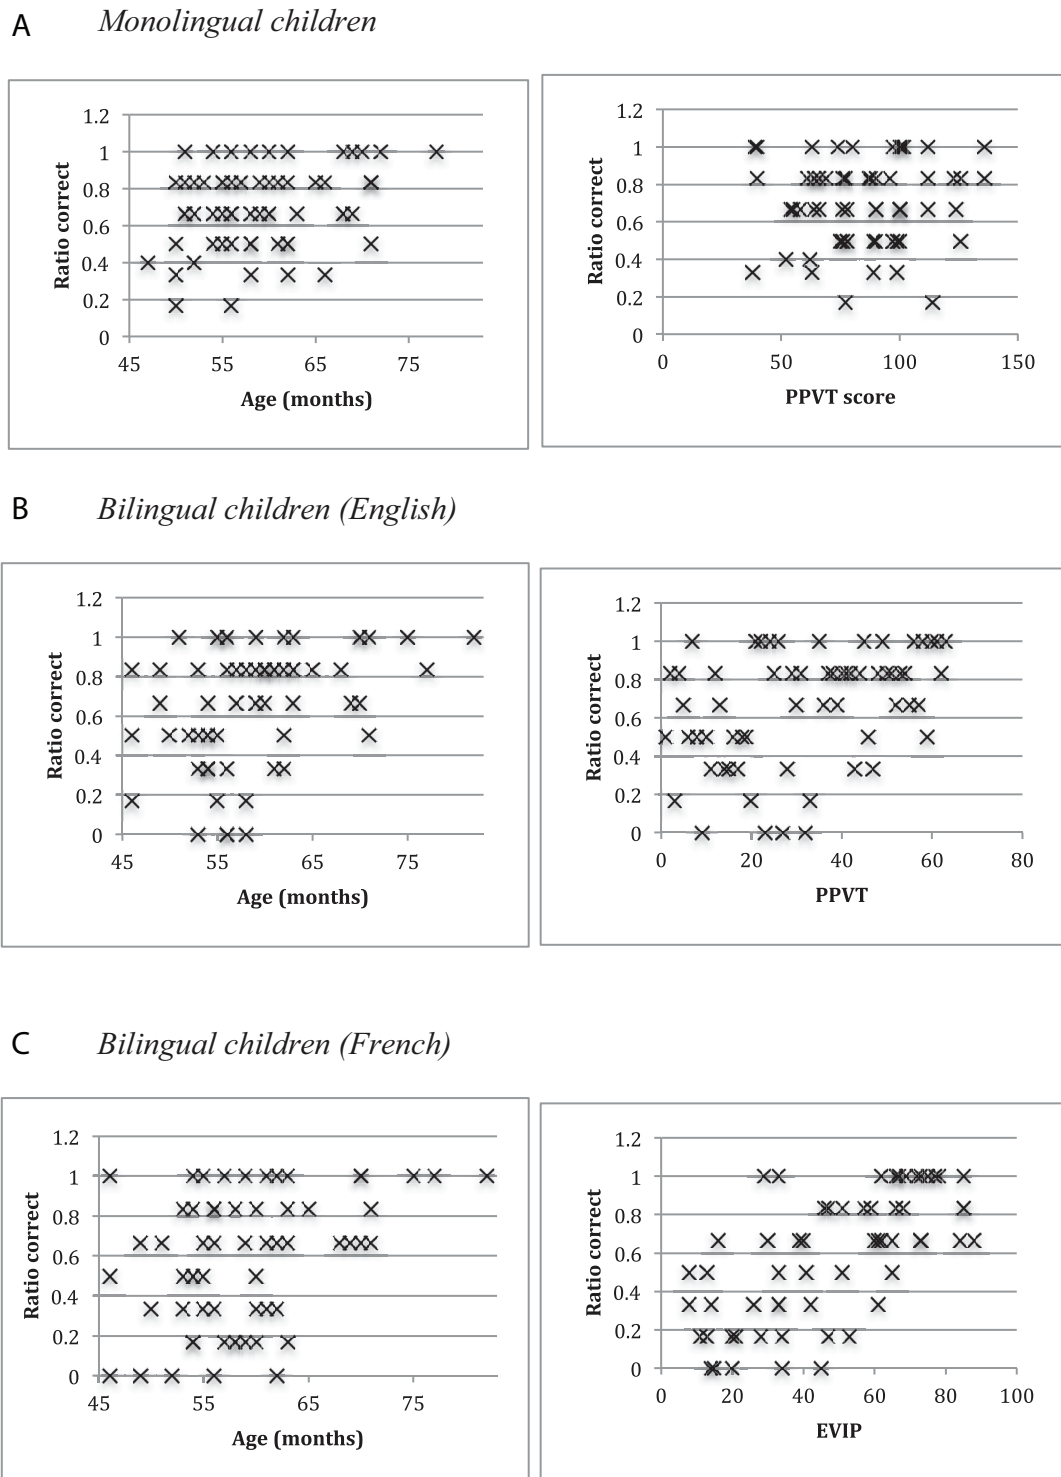 A Monolingual children
1.2
1
0.8
0.6
0.4
0.2
0
Ratio correct
45 55 65 75
Age (months)
1.2
1
0.8
0.6
0.4
0.2
0
Ratio correct
0 50 100 150
PPVT score
B Bilingual children (English)
1.2
1
0.8
0.6
0.4
0.2
0
Ratio correct
45 55 65 75
Age (months)
1.2
1
0.8
0.6
0.4
0.2
0
Ratio correct
0 20 40 60 80
PPVT
C Bilingual children (French)
1.2
1
0.8
0.6
0.4
0.2
0
Ratio correct
45 55 65 75
Age (months)
1.2
1
0.8
0.6
0.4
0.2
0
Ratio correct
0 20 40 60 80 100
EVIP